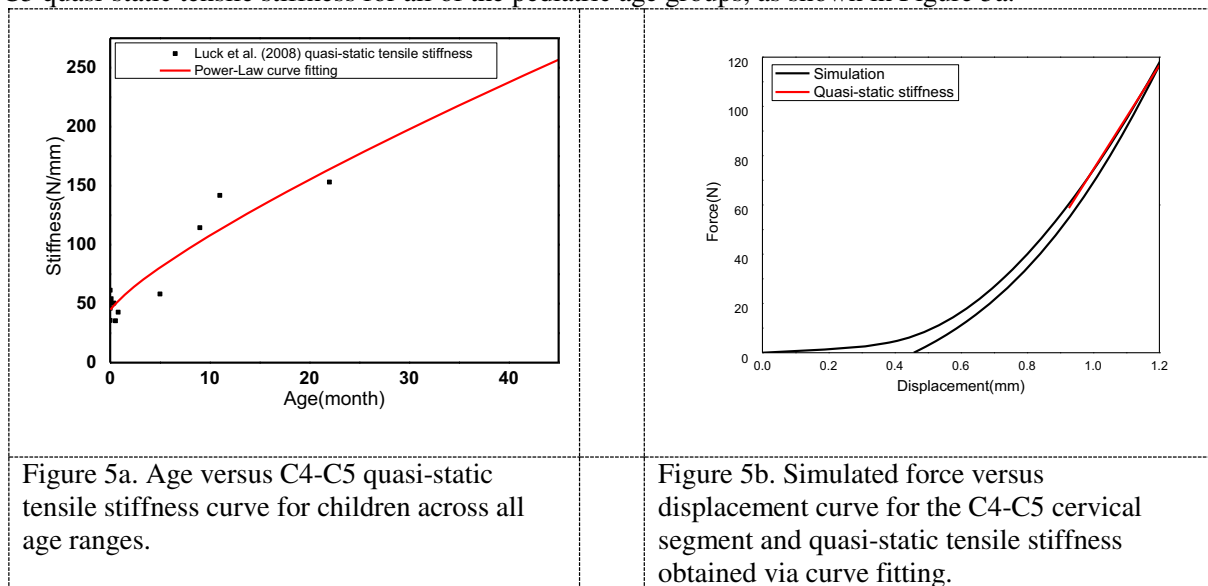 C5 quasi-static tensile stiffness for all of the pediatric age groups, as shown in Figure 5a.
Luck et al. (2008) quasi-static tensile stiffness
Power-Law curve fitting
250
200
150
100
50
0
Stiffness(N/mm)
0 10 20 30 40
Age(month)
Simulation
Quasi-static stiffness
120
100
80
60
40
20
0
Force(N)
0.0 0.2 0.4 0.6 0.8 1.0 1.2
Displacement(mm)
Figure 5a. Age versus C4-C5 quasi-static
tensile stiffness curve for children across all
age ranges.
Figure 5b. Simulated force versus
displacement curve for the C4-C5 cervical
segment and quasi-static tensile stiffness
obtained via curve fitting.